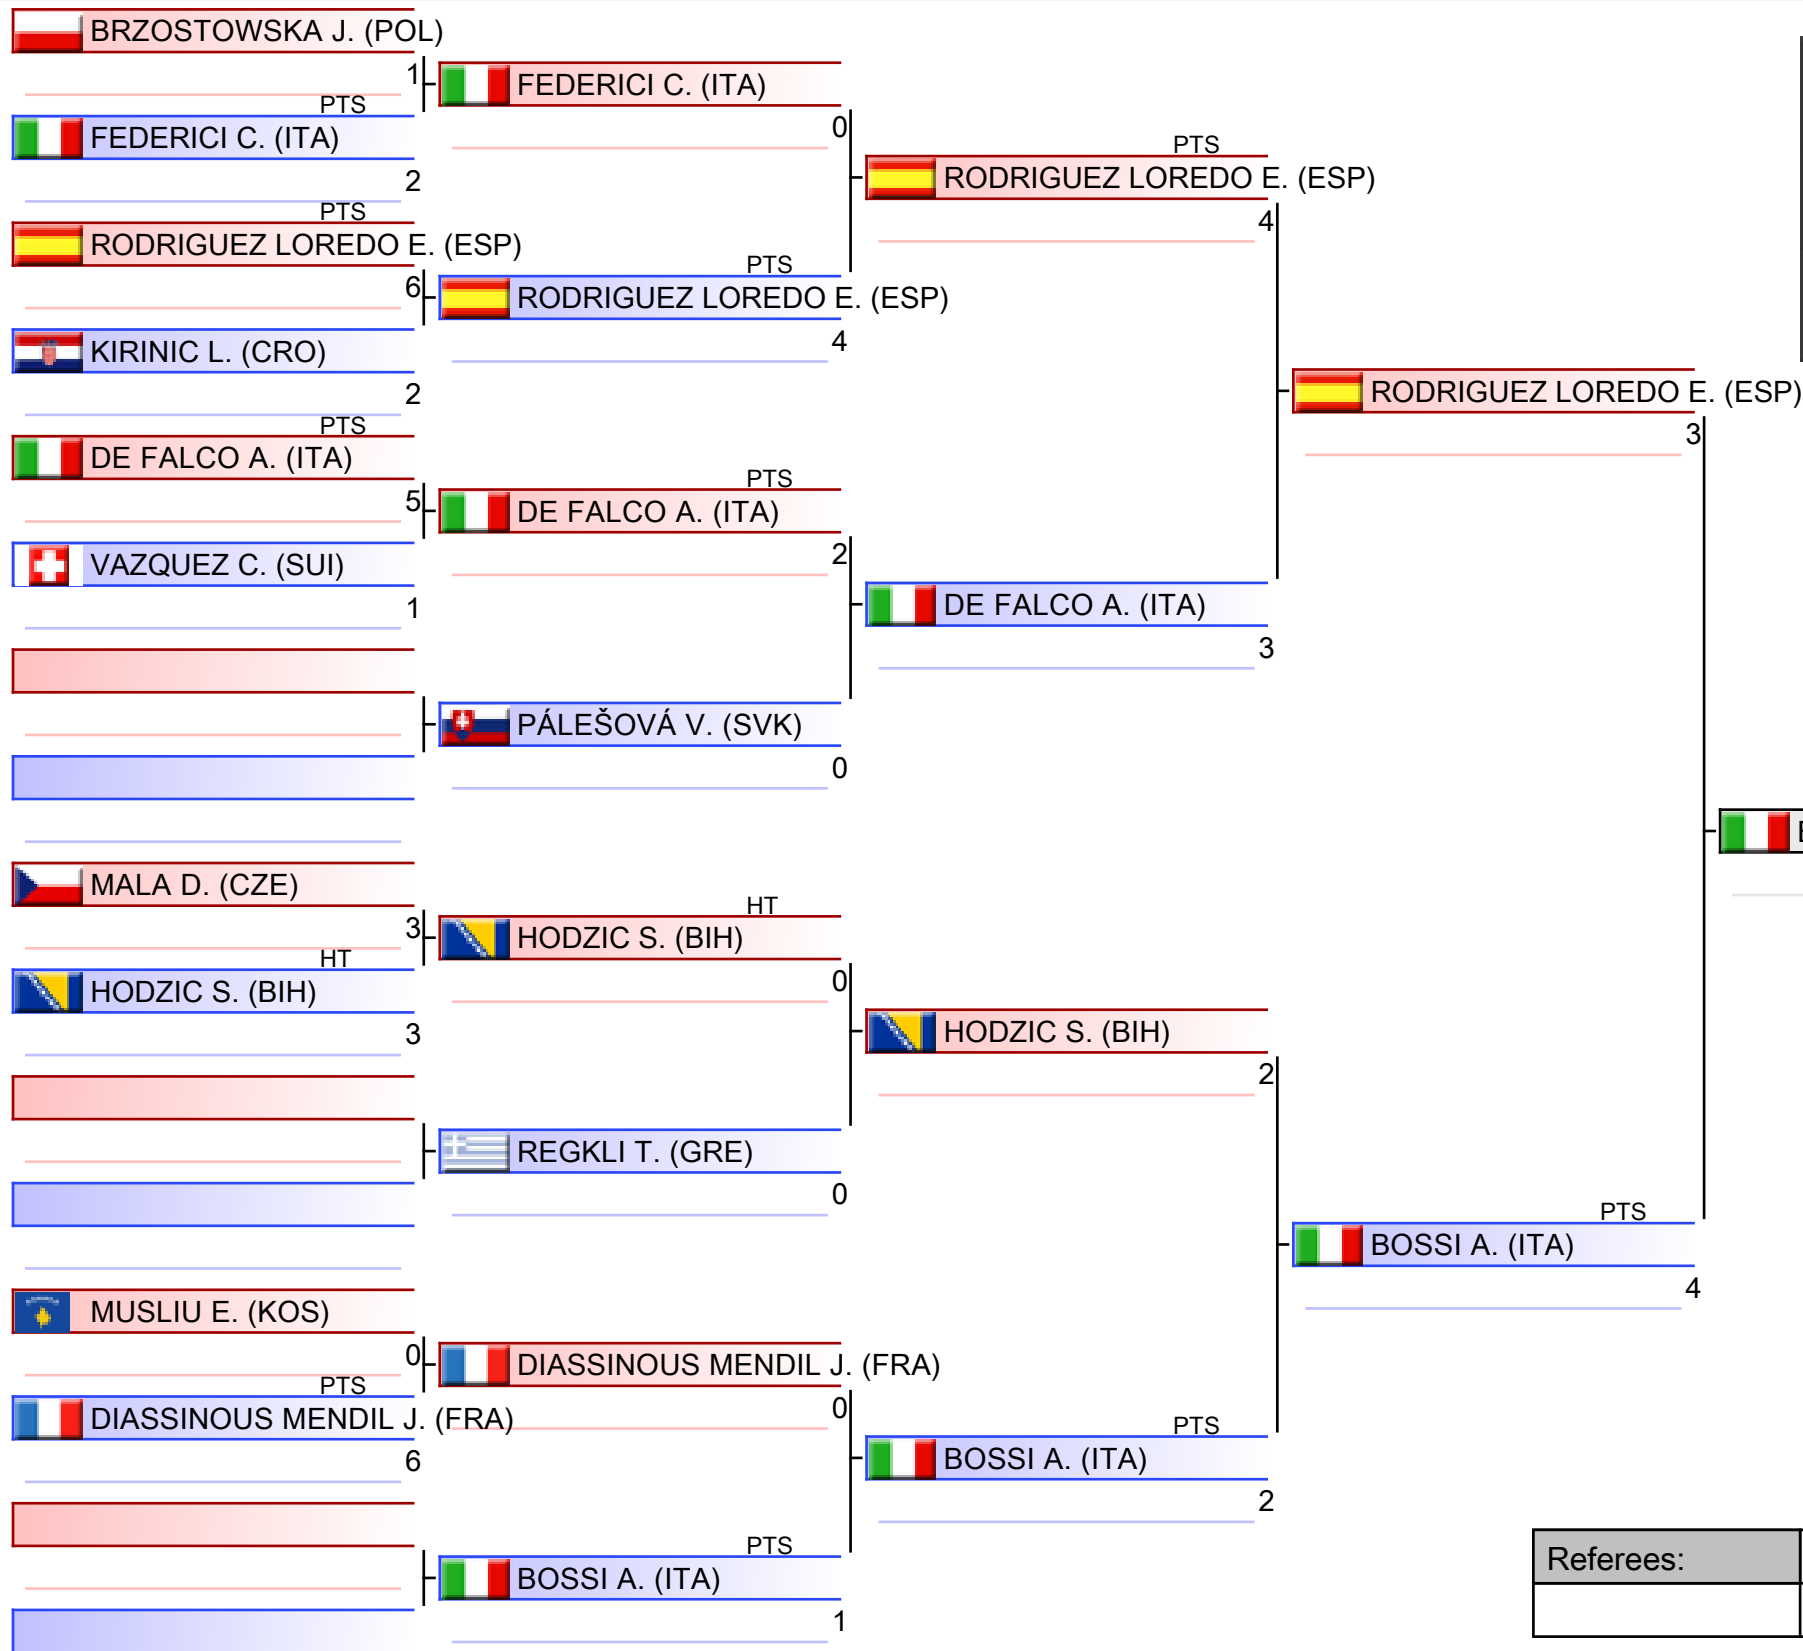 BRZOSTOWSKA J. (POL)
1
PTS
FEDERICI C. (ITA)
2
PTS
RODRIGUEZ LOREDO E. (ESP)
6
KIRINIC L. (CRO)
2
PTS
DE FALCO A. (ITA)
5
VAZQUEZ C. (SUI)
1
MALA D. (CZE)
3
HT
HODZIC S. (BIH)
3
MUSLIU E. (KOS)
0
PTS
DIASSINOUS MENDIL J. (FRA)
6
FEDERICI C. (ITA)
0
PTS
RODRIGUEZ LOREDO E. (ESP)
4
PTS
DE FALCO A. (ITA)
2
PÁLEŠOVÁ V. (SVK)
0
HT
HODZIC S. (BIH)
0
REGKLI T. (GRE)
0
DIASSINOUS MENDIL J. (FRA)
0
PTS
BOSSI A. (ITA)
1
PTS
RODRIGUEZ LOREDO E. (ESP)
4
DE FALCO A. (ITA)
3
HODZIC S. (BIH)
2
PTS
BOSSI A. (ITA)
2
RODRIGUEZ LOREDO E. (ESP)
3
PTS
BOSSI A. (ITA)
4
Referees: